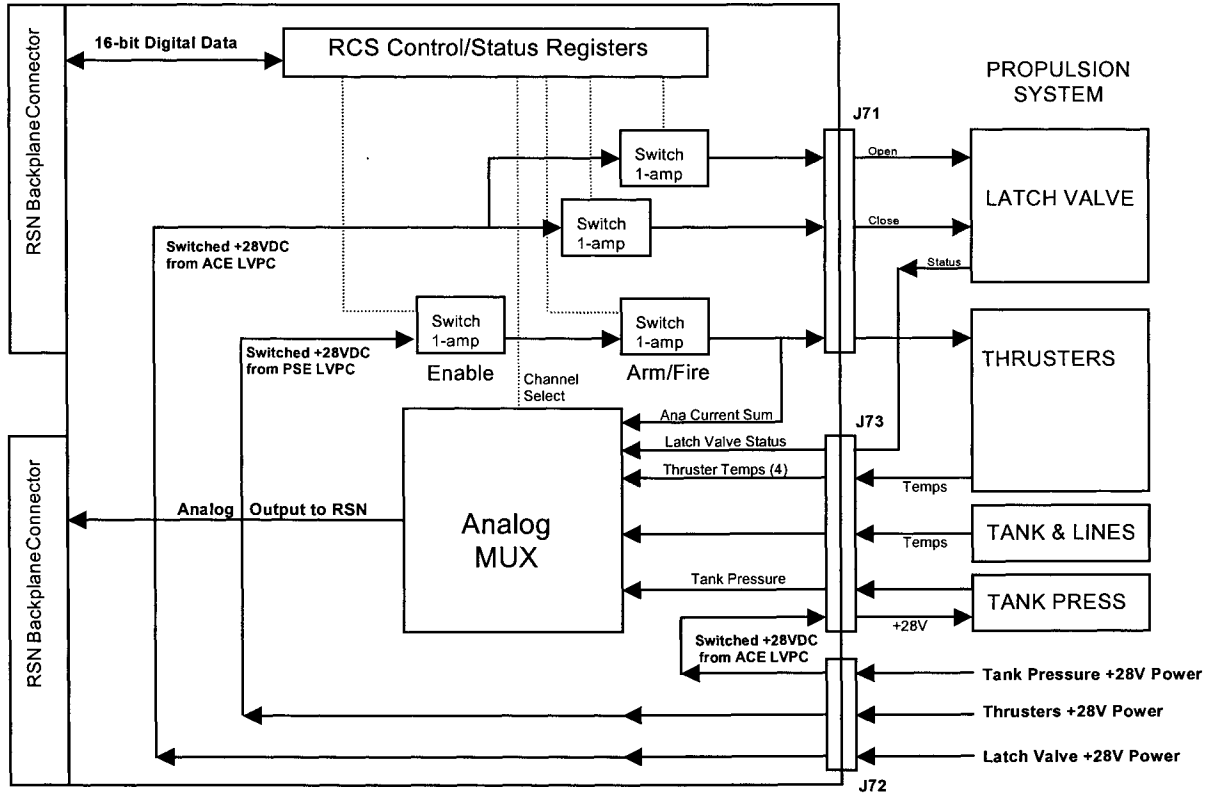 RSN BackplaneConnector
16-bit Digital Data
RCS Control/Status Registers
PROPULSION
SYSTEM
J71
Switch
1-amp
Open
LATCH VALVE
Switch
1-amp
Close
Switched +28VDC
from ACE LVPC
Status
Switch
1-amp
Enable
Switch
1-amp
Arm/Fire
Switched +28VDC
from PSE LVPC
THRUSTERS
Channel
Select
Ana Current Sum
J73
Latch Valve Status
Thruster Temps (4)
Temps
RSN BackplaneConnector
Analog Output to RSN
Analog
MUX
Temps
TANK & LINES
Tank Pressure
TANK PRESS
+28V
Switched +28VDC
from ACE LVPC
Tank Pressure +28V Power
Thrusters +28V Power
Latch Valve +28V Power
J72